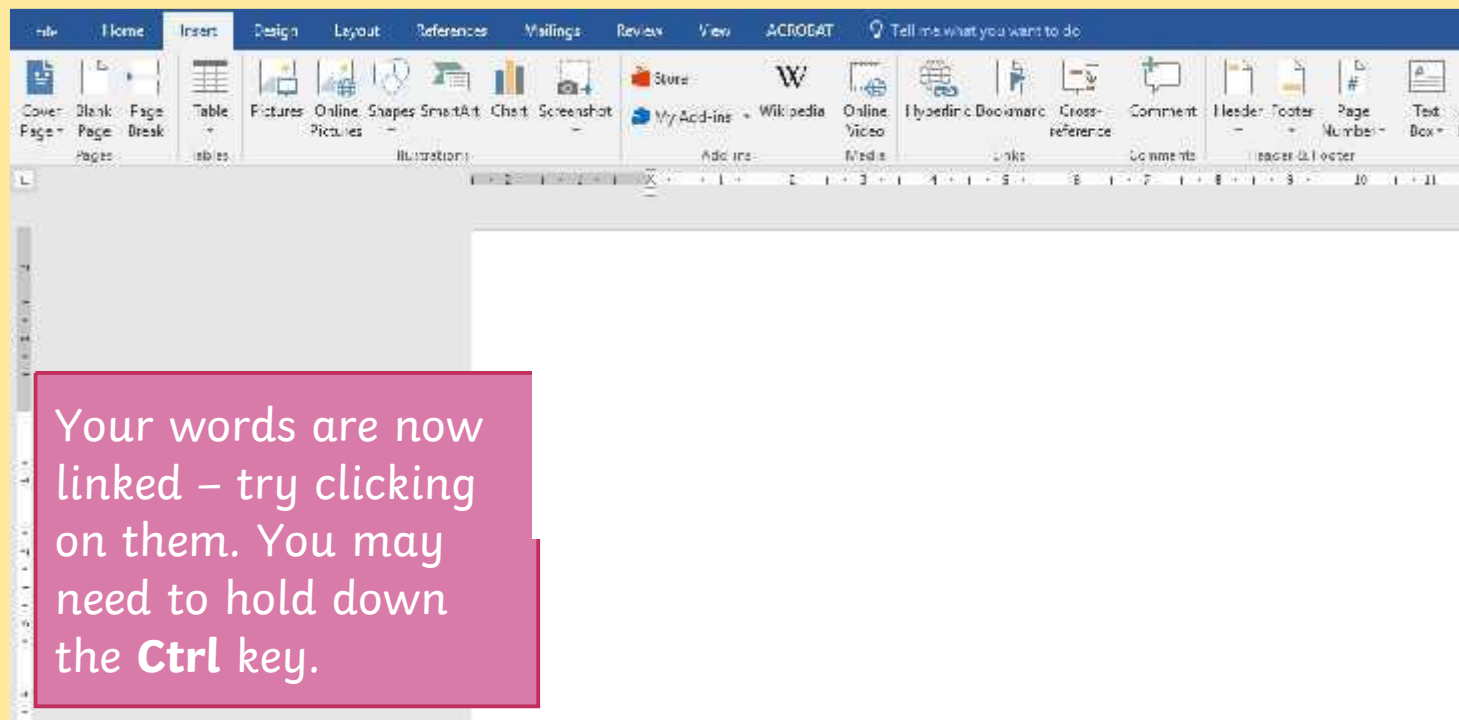 File Home Insert Design Layout References Mailings Review View ACROBAT Tell me what you want to do
Cover Page Blank Page Page Break Table Pictures Online Pictures Shapes SmartArt Chart Screenshot Store My Add-ins Wikipedia Online Video Hyperlink Bookmark Cross-reference Comment Header Footer Page Number Text Box
Pages Tables Illustrations Add-ins Media Links Comments Header & Footer
Your words are now
linked – try clicking
on them. You may
need to hold down
the Ctrl key.